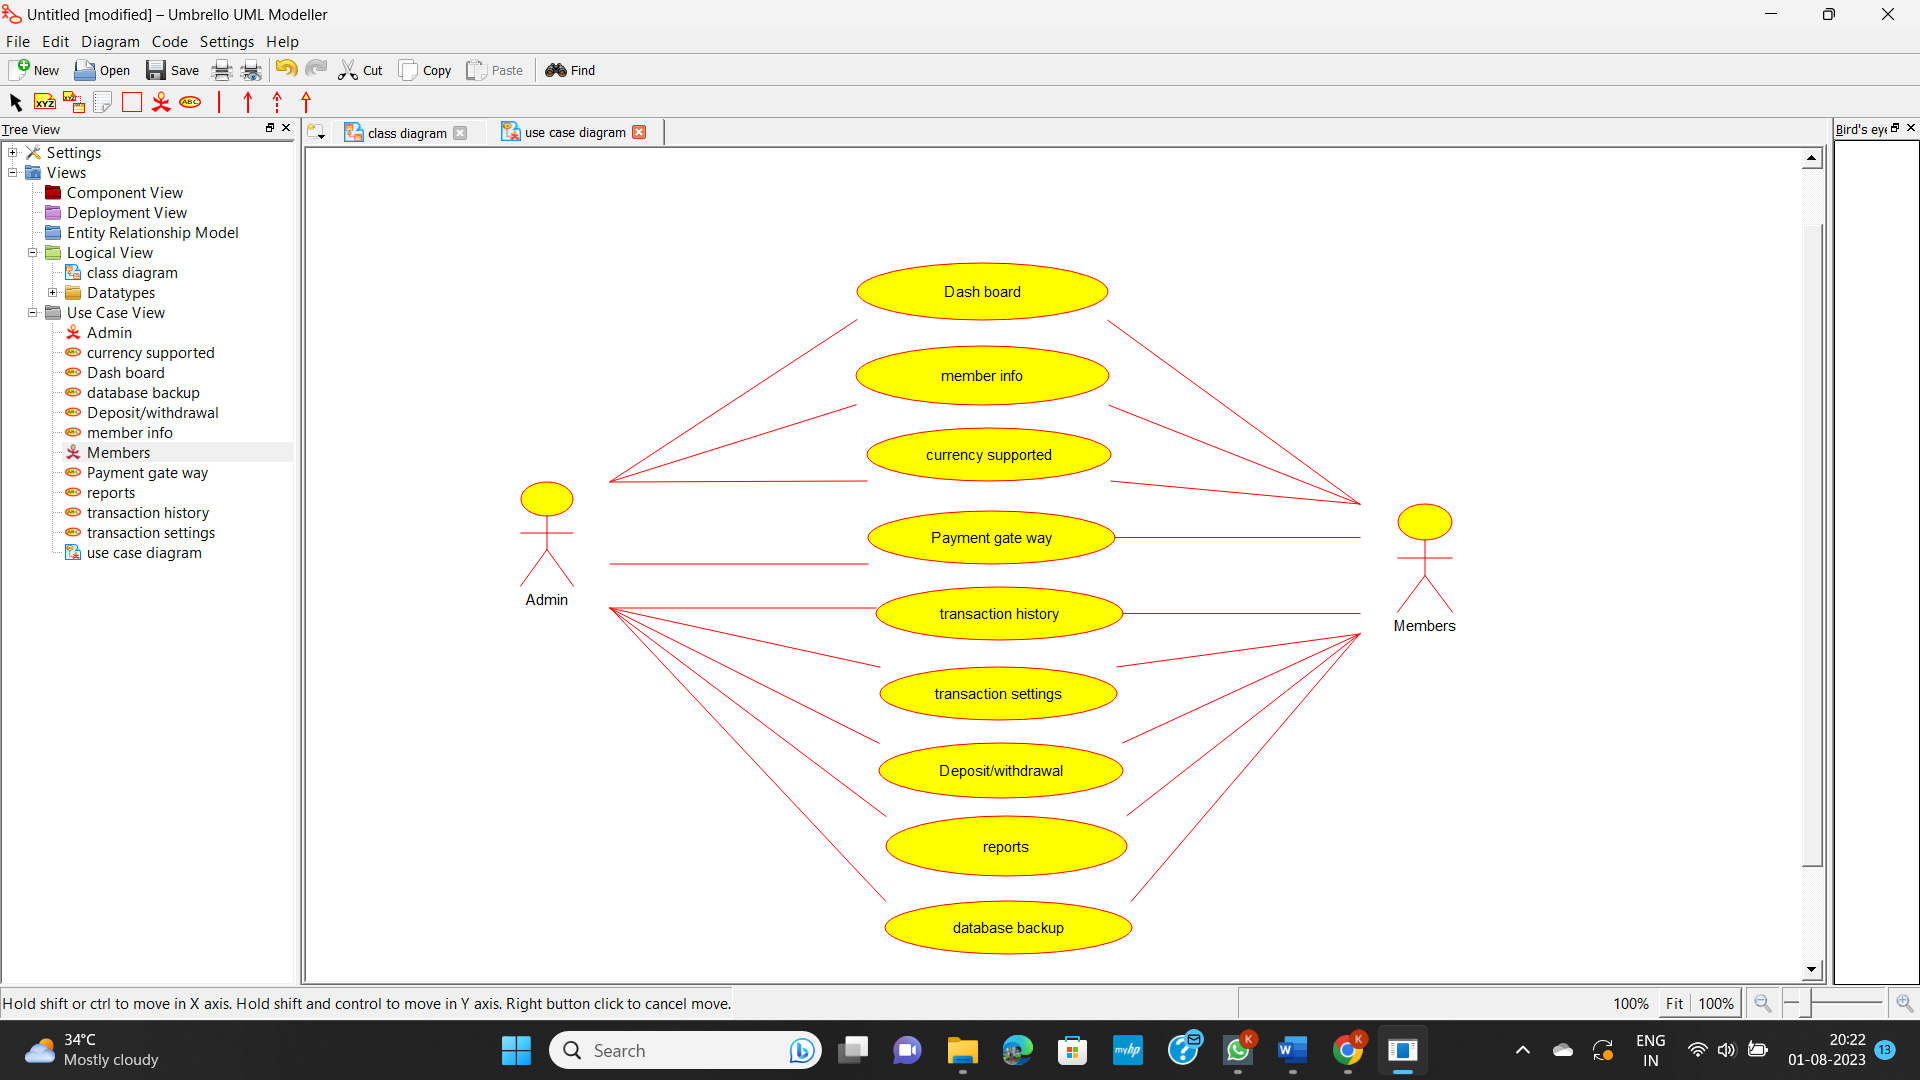 Untitled [modified] – Umbrello UML Modeller
File Edit Diagram Code Settings Help
New Open Save Cut Copy Paste Find
XYZ XYZ ABC
Tree View
class diagram
use case diagram
Bird's eye
Settings
Views
Component View
Deployment View
Entity Relationship Model
Logical View
class diagram
Datatypes
Use Case View
Admin
currency supported
Dash board
database backup
Deposit/withdrawal
member info
Members
Payment gate way
reports
transaction history
transaction settings
use case diagram
Dash board
member info
currency supported
Payment gate way
transaction history
transaction settings
Deposit/withdrawal
reports
database backup
Admin
Members
Hold shift or ctrl to move in X axis. Hold shift and control to move in Y axis. Right button click to cancel move.
100% Fit 100%
34°C
Mostly cloudy
Search
myhp
K
W
K
ENG
IN
20:22
01-08-2023
13